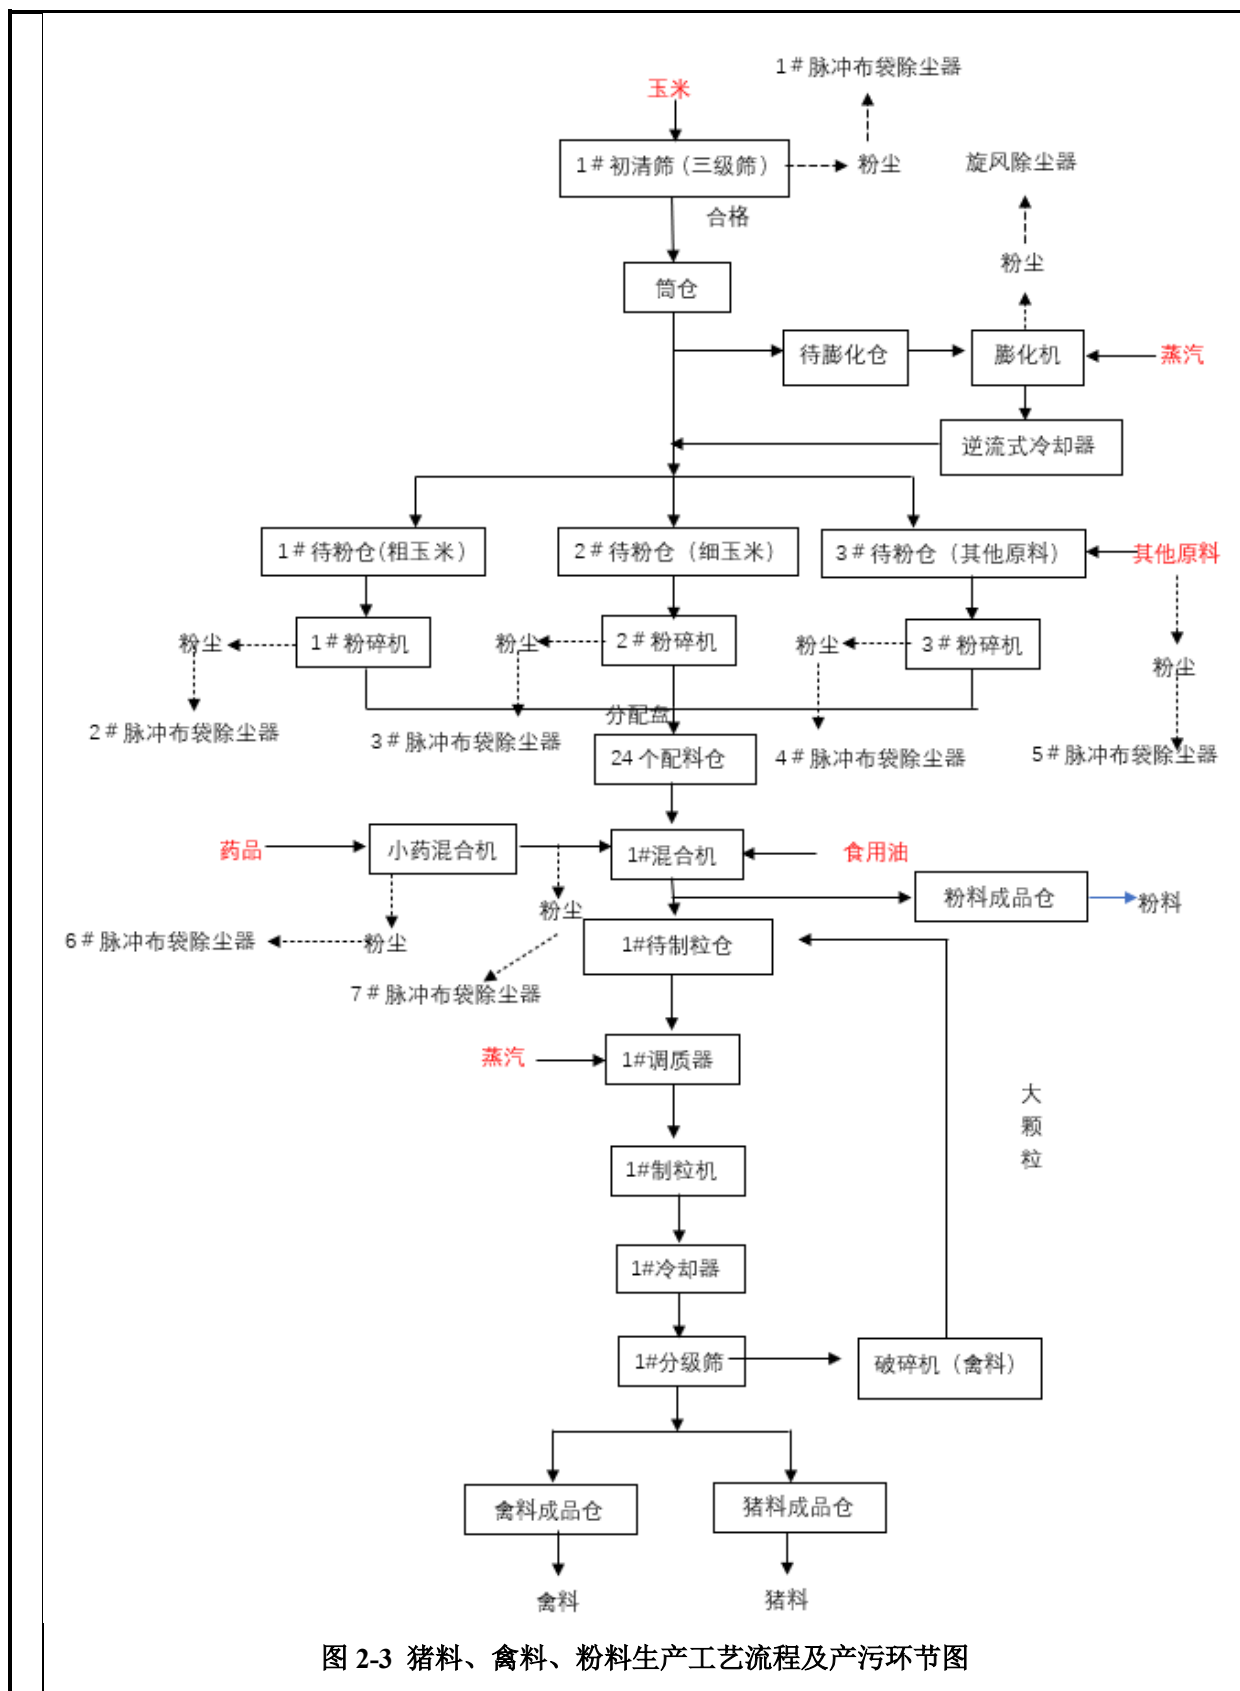 1＃脉冲布袋除尘器
玉米
1＃初清筛（三级筛）
粉尘
旋风除尘器
合格
粉尘
筒仓
待膨化仓
膨化机
蒸汽
逆流式冷却器
1＃待粉仓(粗玉米）
2＃待粉仓（细玉米）
3＃待粉仓（其他原料）
其他原料
粉尘
1＃粉碎机
粉尘
2＃粉碎机
粉尘
3＃粉碎机
粉尘
分配盘
2＃脉冲布袋除尘器
3＃脉冲布袋除尘器
24个配料仓
4＃脉冲布袋除尘器
5＃脉冲布袋除尘器
药品
小药混合机
1#混合机
食用油
粉料成品仓
粉料
粉尘
6＃脉冲布袋除尘器
粉尘
1#待制粒仓
7＃脉冲布袋除尘器
蒸汽
1#调质器
大
颗
粒
1#制粒机
1#冷却器
1#分级筛
破碎机（禽料）
禽料成品仓
猪料成品仓
禽料
猪料
图 2-3 猪料、禽料、粉料生产工艺流程及产污环节图